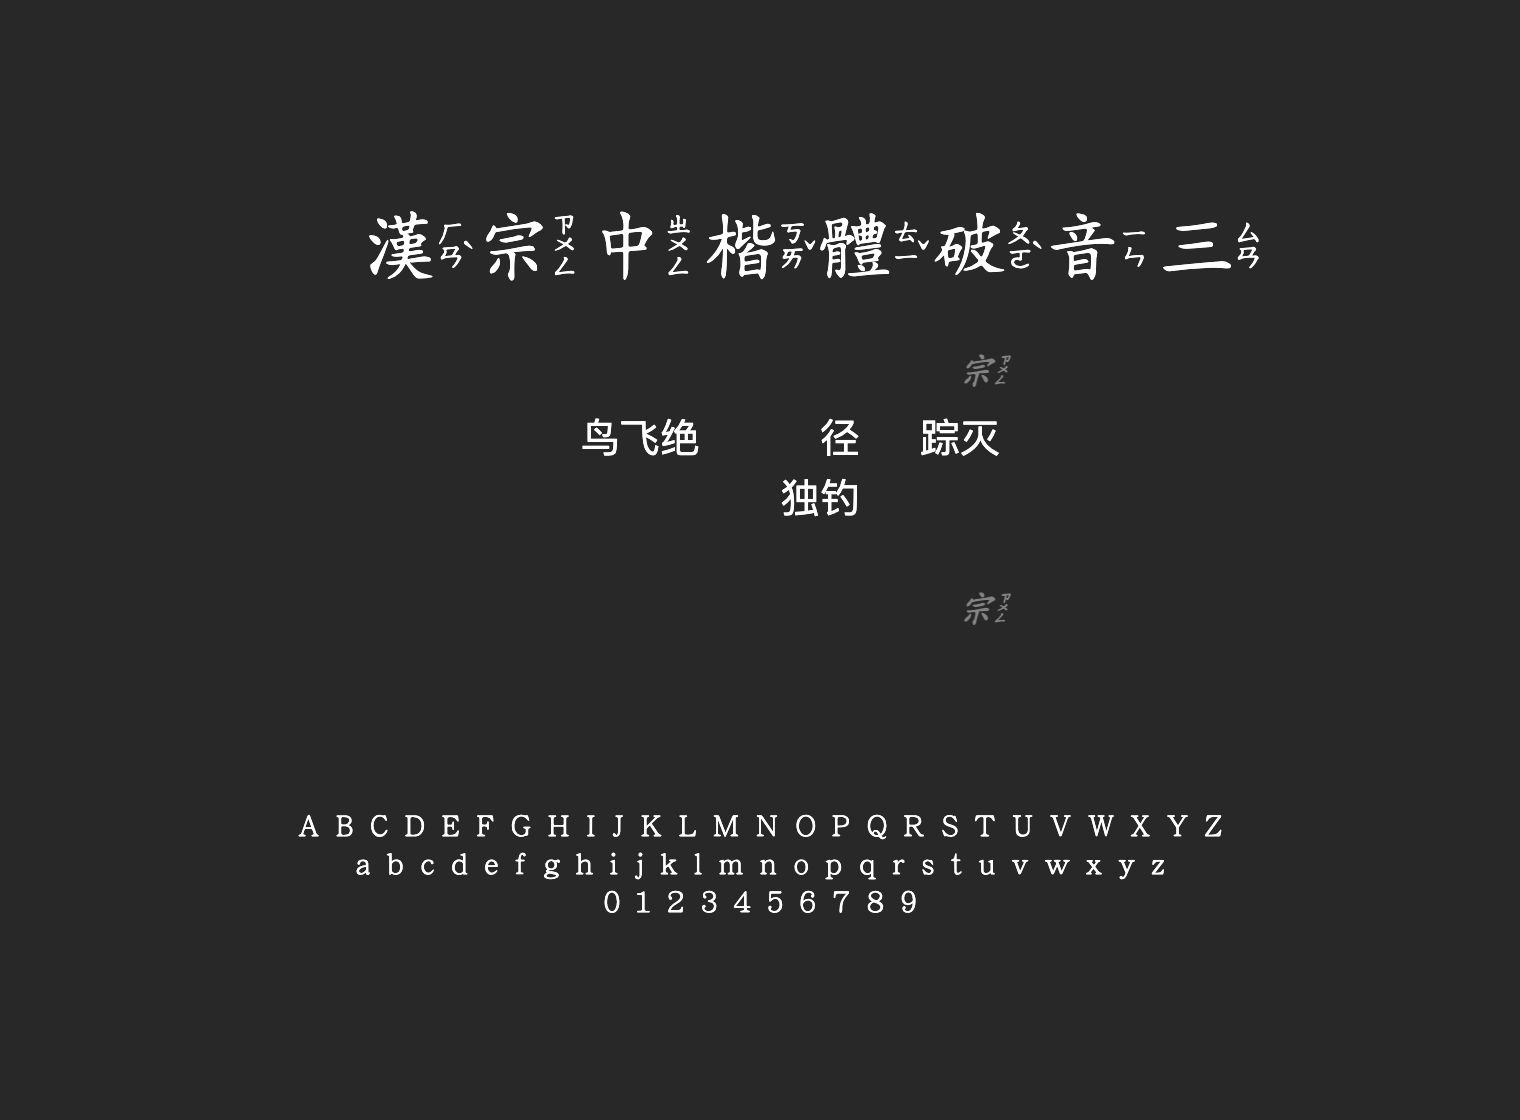 漢ㄏㄢˋ宗ㄗㄨㄥ中ㄓㄨㄥ楷ㄎㄞˇ體ㄊㄧˇ破ㄆㄛˋ音ㄧㄣ三ㄙㄢ
宗ㄗㄨㄥ
鸟飞绝 径 踪灭
独钓
宗ㄗㄨㄥ
A B C D E F G H I J K L M N O P Q R S T U V W X Y Z
a b c d e f g h i j k l m n o p q r s t u v w x y z
0 1 2 3 4 5 6 7 8 9